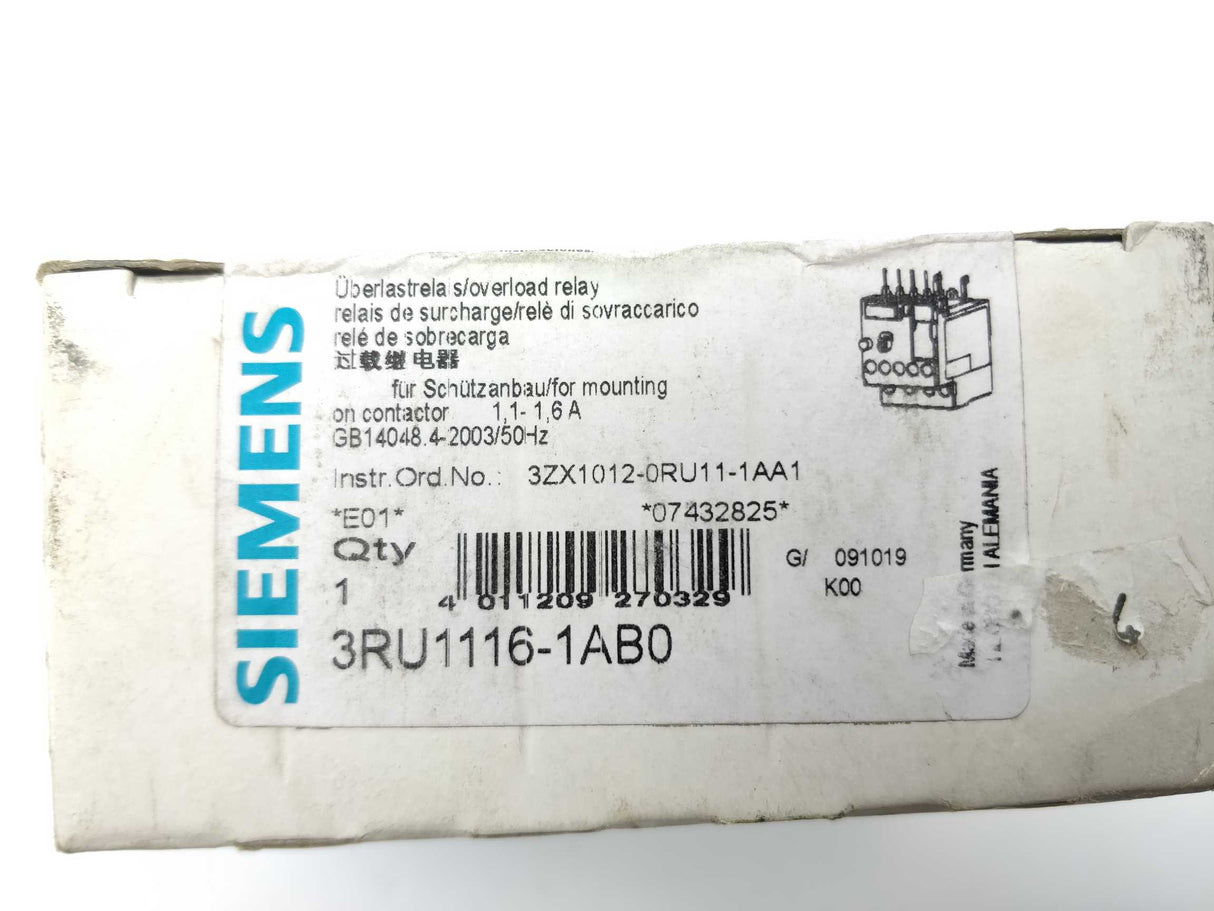 SIEMENS
Überlastrelais/overload relay
relais de surcharge/relè di sovraccarico
relé de sobrecarga
过载继电器
für Schützanbau/for mounting
on contactor 1,1- 1,6 A
GB14048.4-2003/50Hz
Instr.Ord.No.: 3ZX1012-0RU11-1AA1
*E01* *07432825*
Qty
1
4 011209 270329
3RU1116-1AB0
G/ 091019
K00
Made
ALEMANIA
6